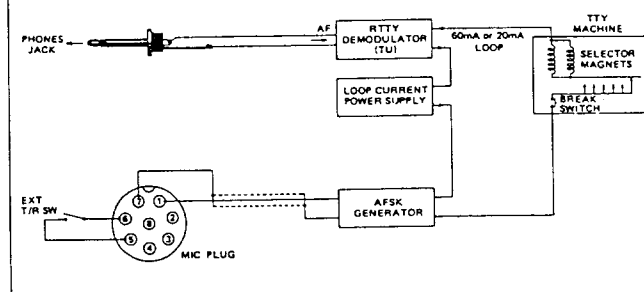 PHONES
JACK
AF
RTTY
DEMODULATOR
(TU)
60mA or 20mA
LOOP
TTY
MACHINE
SELECTOR
MAGNETS
LOOP CURRENT
POWER SUPPLY
BREAK
SWITCH
EXT
T/R SW
7
1
6
8
2
5
4
3
MIC PLUG
AFSK
GENERATOR